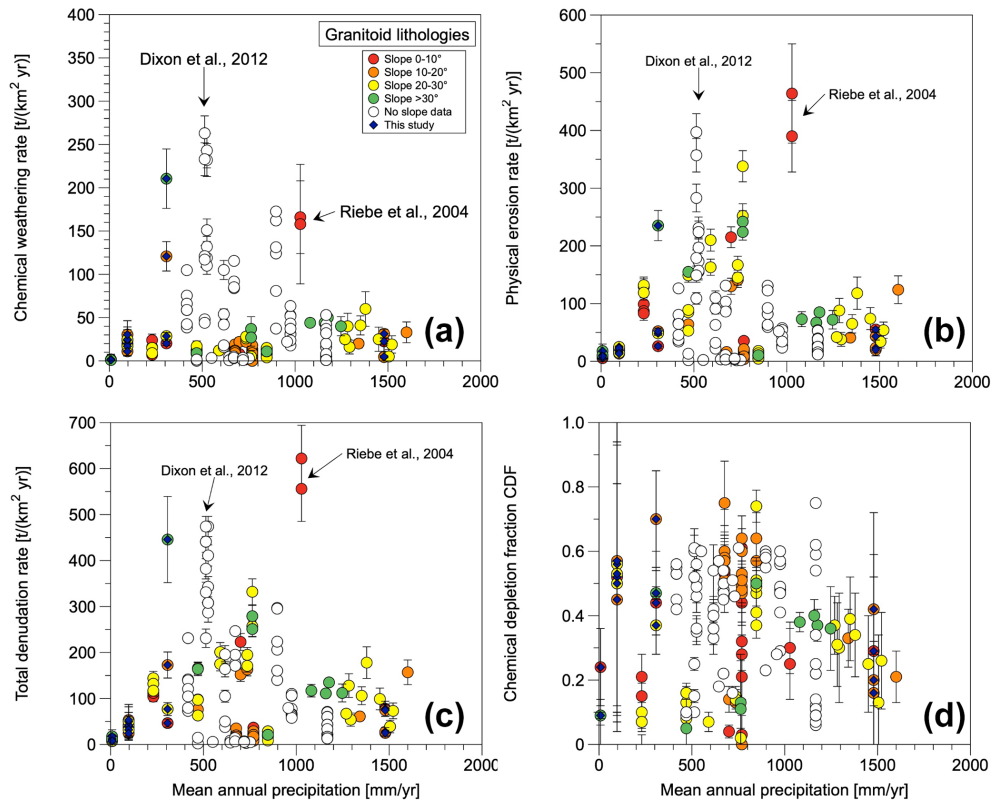 400
350
300
250
200
150
100
50
0
Chemical weathering rate [t/(km² yr)]
Dixon et al., 2012
Granitoid lithologies
Slope 0-10°
Slope 10-20°
Slope 20-30°
Slope >30°
No slope data
This study
Riebe et al., 2004
(a)
0
500
1000
1500
2000
600
500
400
300
200
100
0
Physical erosion rate [t/(km² yr)]
Dixon et al., 2012
Riebe et al., 2004
(b)
0
500
1000
1500
2000
700
600
500
400
300
200
100
0
Total denudation rate [t/(km² yr)]
Dixon et al., 2012
Riebe et al., 2004
(c)
0
500
1000
1500
2000
Mean annual precipitation [mm/yr]
1.0
0.8
0.6
0.4
0.2
0.0
Chemical depletion fraction CDF
(d)
0
500
1000
1500
2000
Mean annual precipitation [mm/yr]